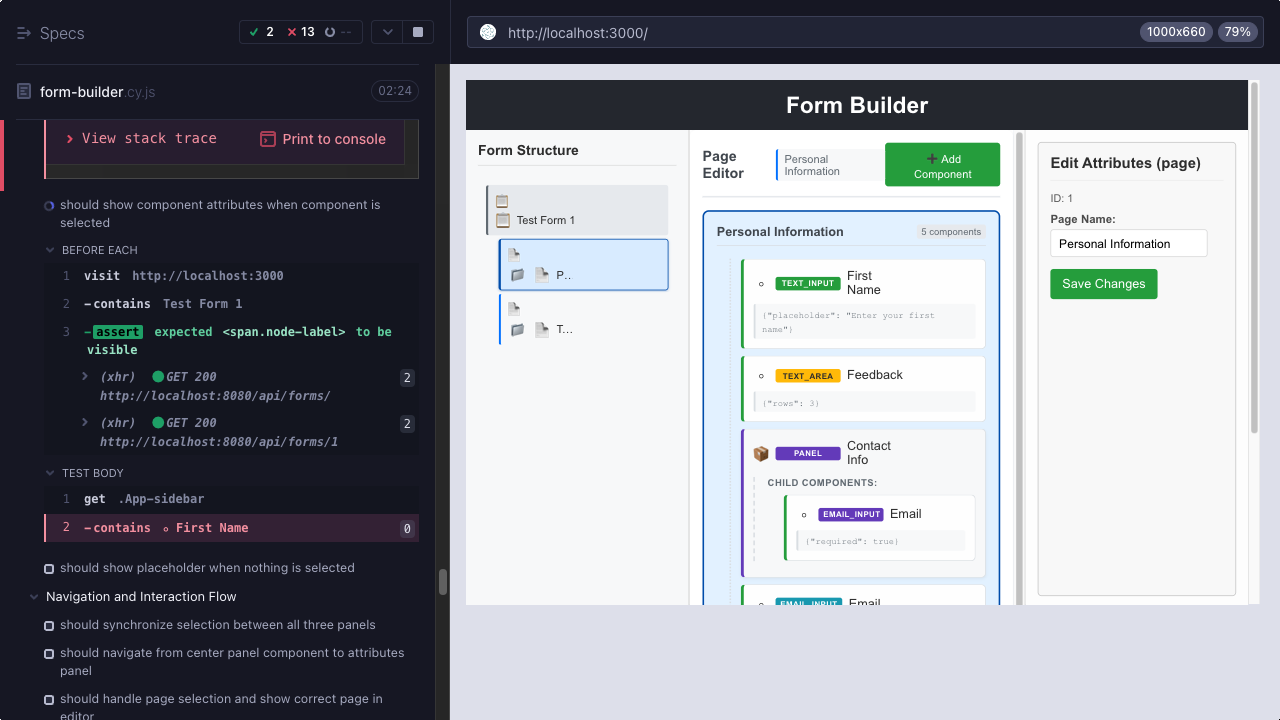 Specs
2
13
--
form-builder.cy.js
02:24
View stack trace
Print to console
should show component attributes when component is
selected
BEFORE EACH
1 visit http://localhost:3000
2 -contains Test Form 1
3 -assert expected <span.node-label> to be
visible
(xhr) GET 200
http://localhost:8080/api/forms/
2
(xhr) GET 200
http://localhost:8080/api/forms/1
2
TEST BODY
1 get .App-sidebar
2 -contains ∘ First Name
0
should show placeholder when nothing is selected
Navigation and Interaction Flow
should synchronize selection between all three panels
should navigate from center panel component to attributes
panel
should handle page selection and show correct page in
editor
http://localhost:3000/
1000x660
79%
Form Builder
Form Structure
Test Form 1
P..
T...
Page
Editor
Personal
Information
➕ Add
Component
Personal Information
5 components
TEXT_INPUT
First
Name
{"placeholder": "Enter your first
name"}
TEXT_AREA
Feedback
{"rows": 3}
PANEL
Contact
Info
CHILD COMPONENTS:
EMAIL_INPUT
Email
{"required": true}
EMAIL_INPUT
Email
Edit Attributes (page)
ID: 1
Page Name:
Personal Information
Save Changes